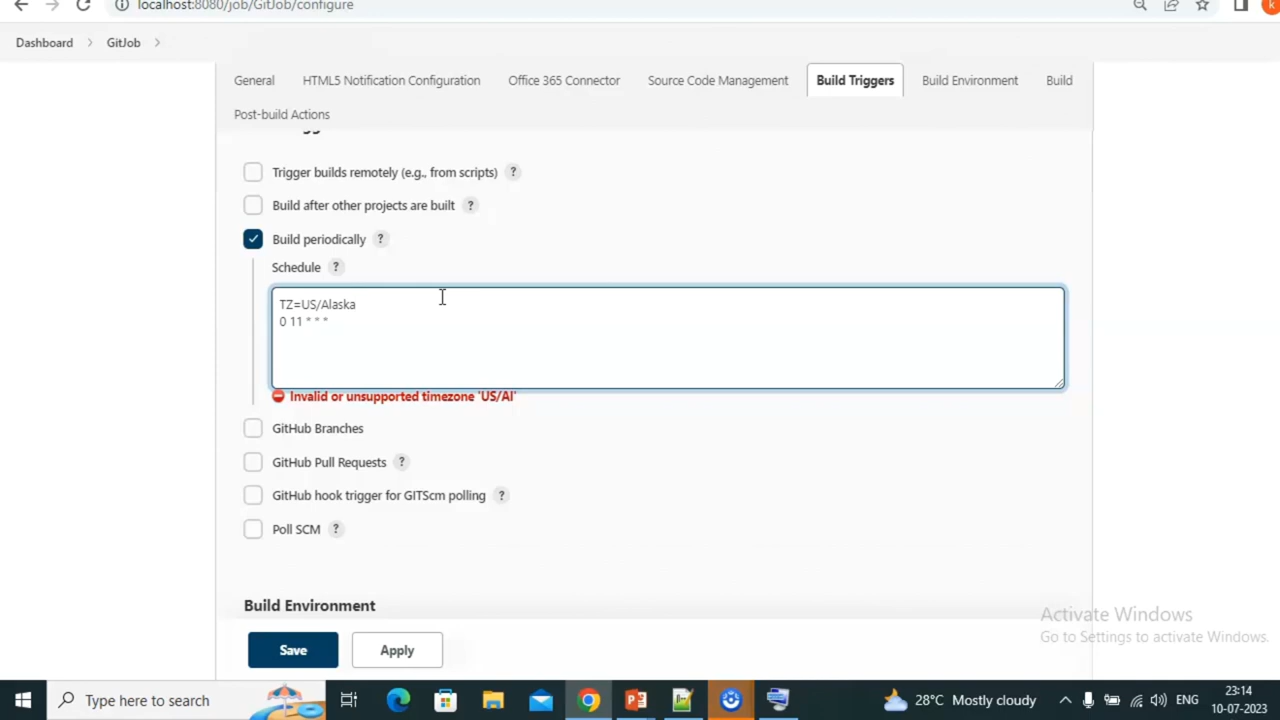 localhost:8080/job/GitJob/configure
k
Dashboard > GitJob >
General HTML5 Notification Configuration Office 365 Connector Source Code Management Build Triggers Build Environment Build
Post-build Actions
Trigger builds remotely (e.g., from scripts) ?
Build after other projects are built ?
Build periodically ?
Schedule ?
TZ=US/Alaska
0 11 * * *
Invalid or unsupported timezone 'US/Al'
GitHub Branches
GitHub Pull Requests ?
GitHub hook trigger for GITScm polling ?
Poll SCM ?
Build Environment
Activate Windows
Go to Settings to activate Windows.
Save Apply
Type here to search 28°C Mostly cloudy ENG 23:14
10-07-2023